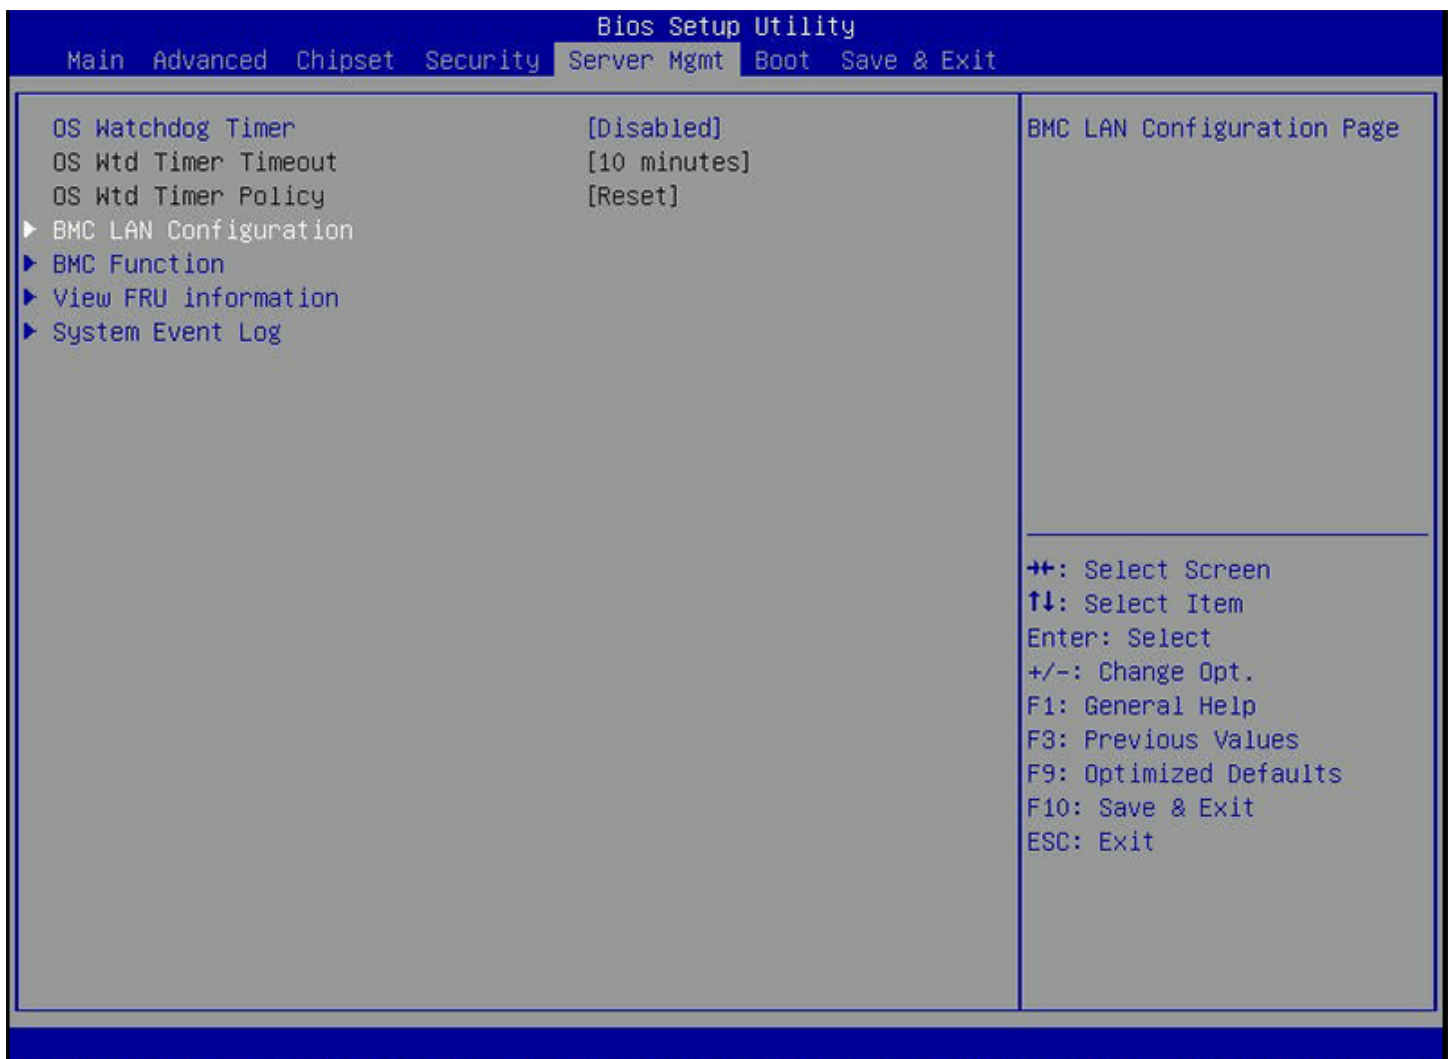 Bios Setup Utility
Main Advanced Chipset Security Server Mgmt Boot Save & Exit
OS Watchdog Timer [Disabled]
OS Wtd Timer Timeout [10 minutes]
OS Wtd Timer Policy [Reset]
BMC LAN Configuration
BMC Function
View FRU information
System Event Log
BMC LAN Configuration Page
→←: Select Screen
↑↓: Select Item
Enter: Select
+/-: Change Opt.
F1: General Help
F3: Previous Values
F9: Optimized Defaults
F10: Save & Exit
ESC: Exit